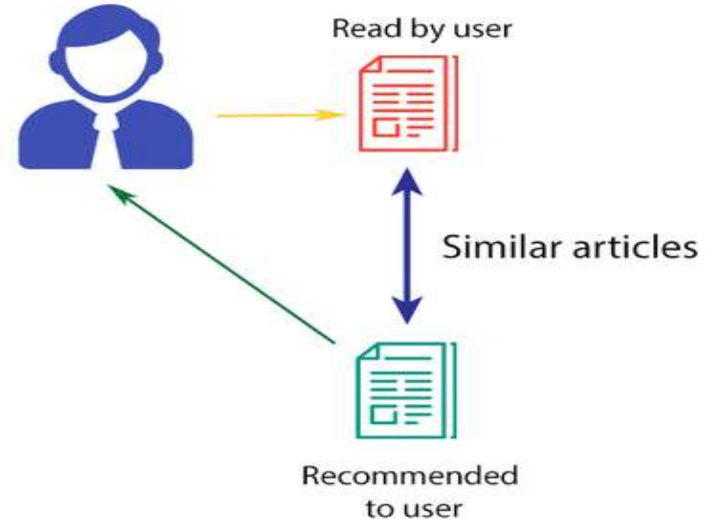 Read by user
Similar articles
Recommended
to user